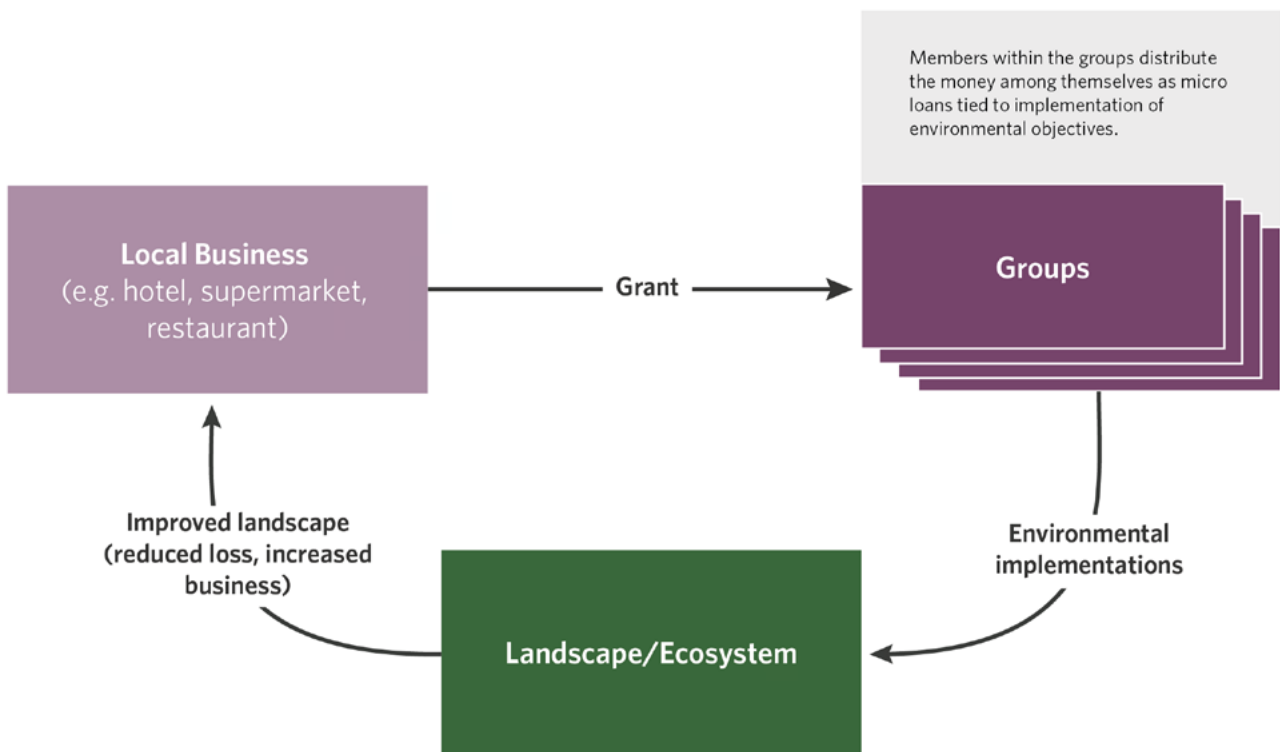 Members within the groups distribute
the money among themselves as micro
loans tied to implementation of
environmental objectives.
Local Business
(e.g. hotel, supermarket,
restaurant)
Grant
Groups
Improved landscape
(reduced loss, increased
business)
Environmental
implementations
Landscape/Ecosystem